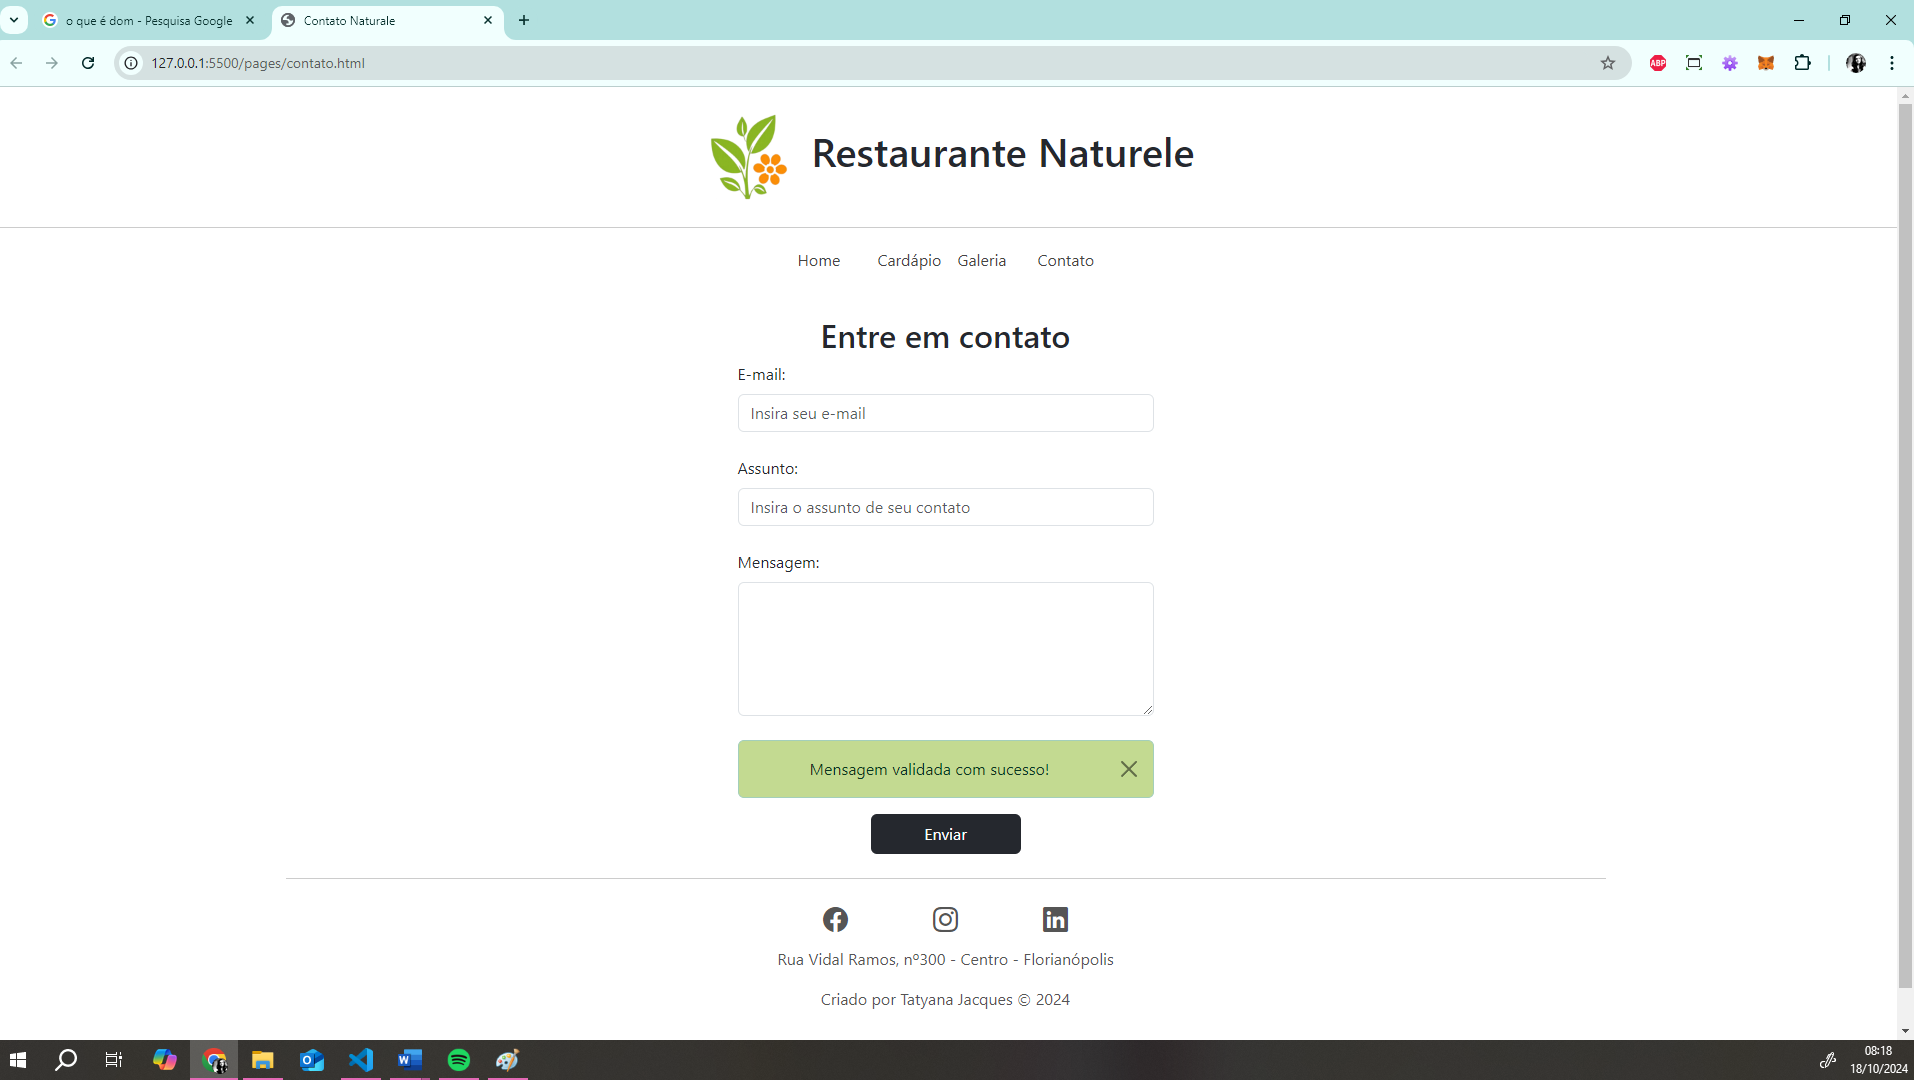 o que é dom - Pesquisa Google
Contato Naturale
127.0.0.1:5500/pages/contato.html
ABP
Restaurante Naturele
Home Cardápio Galeria Contato
Entre em contato
E-mail:
Insira seu e-mail
Assunto:
Insira o assunto de seu contato
Mensagem:
Mensagem validada com sucesso!
Enviar
Rua Vidal Ramos, nº300 - Centro - Florianópolis
Criado por Tatyana Jacques © 2024
08:18
18/10/2024